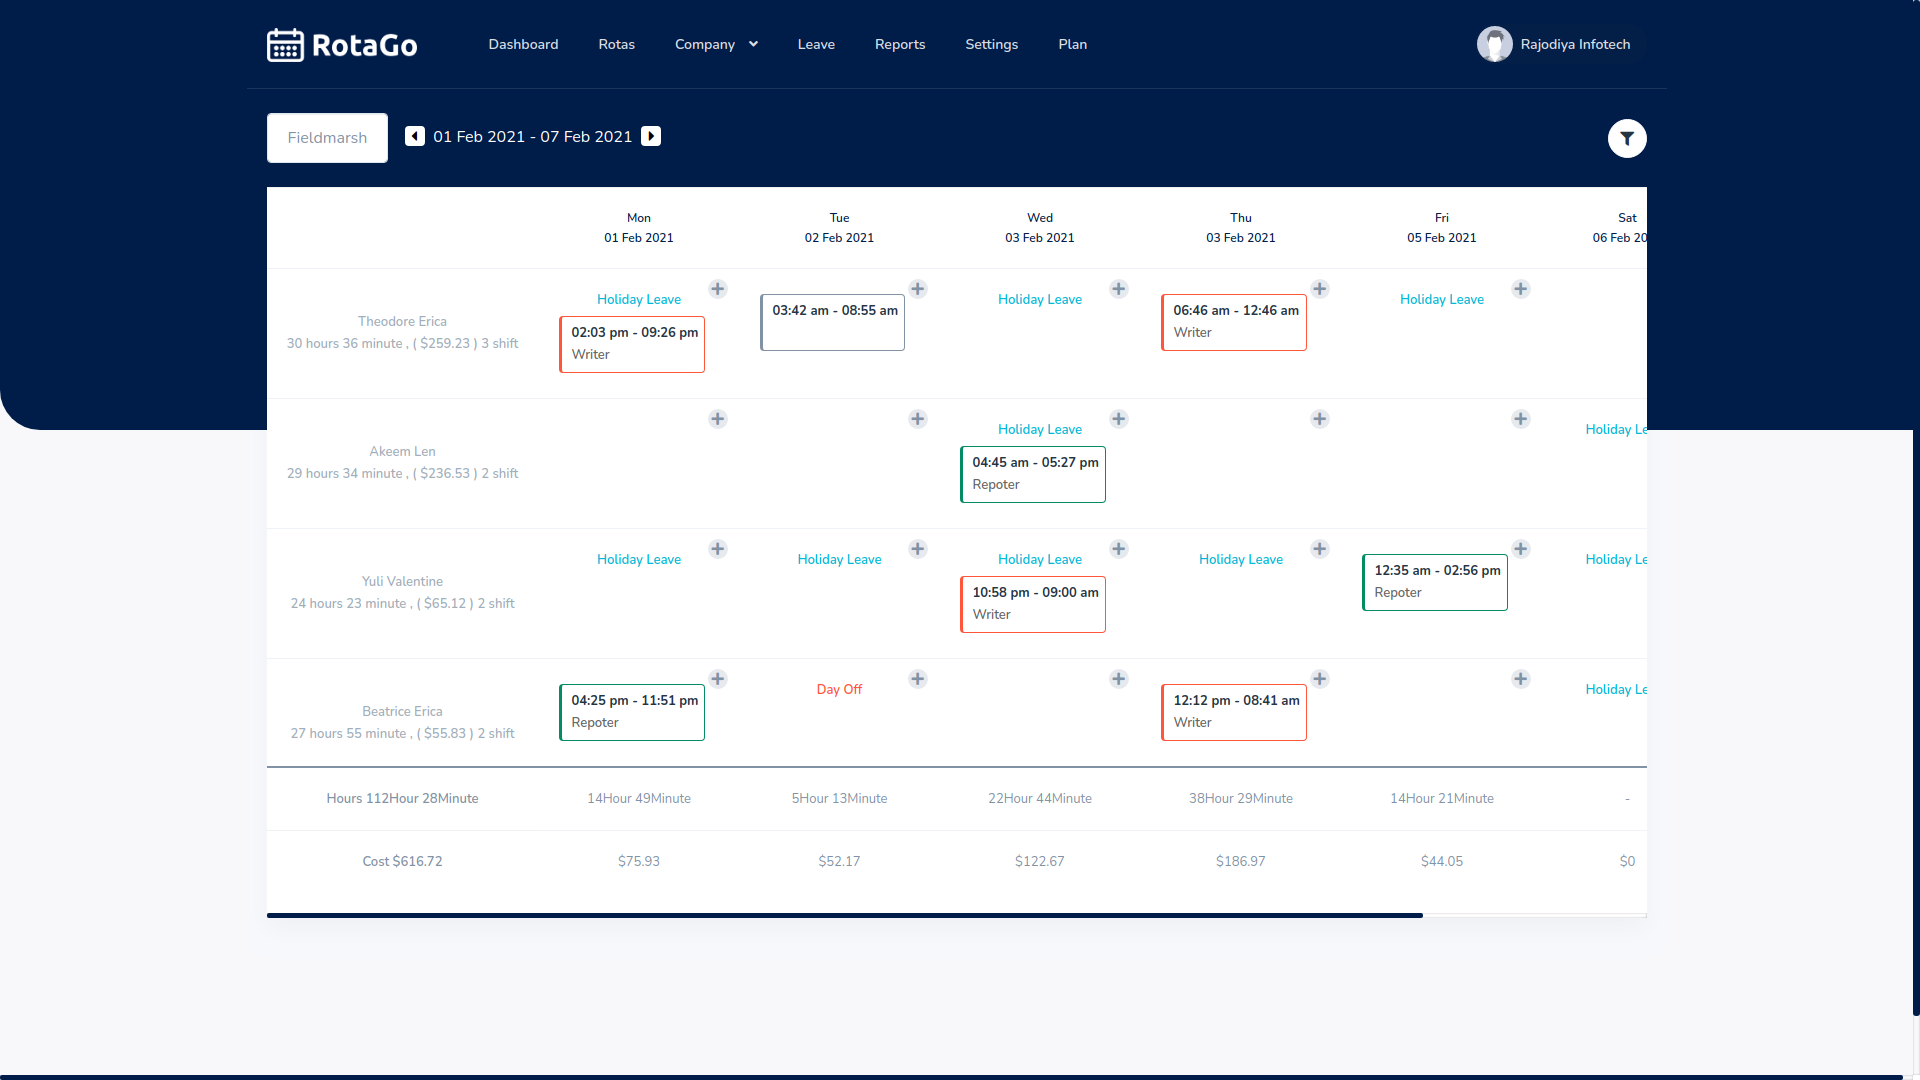 RotaGo
Dashboard Rotas Company Leave Reports Settings Plan Rajodiya Infotech
Fieldmarsh 01 Feb 2021 - 07 Feb 2021
Mon Tue Wed Thu Fri Sat
01 Feb 2021 02 Feb 2021 03 Feb 2021 03 Feb 2021 05 Feb 2021 06 Feb 20
Theodore Erica
30 hours 36 minute , ( $259.23 ) 3 shift
Holiday Leave
02:03 pm - 09:26 pm
Writer
03:42 am - 08:55 am
Holiday Leave
06:46 am - 12:46 am
Writer
Holiday Leave
Akeem Len
29 hours 34 minute , ( $236.53 ) 2 shift
Holiday Leave
04:45 am - 05:27 pm
Repoter
Holiday Le
Yuli Valentine
24 hours 23 minute , ( $65.12 ) 2 shift
Holiday Leave
Holiday Leave
Holiday Leave
10:58 pm - 09:00 am
Writer
Holiday Leave
12:35 am - 02:56 pm
Repoter
Holiday Le
Beatrice Erica
27 hours 55 minute , ( $55.83 ) 2 shift
04:25 pm - 11:51 pm
Repoter
Day Off
12:12 pm - 08:41 am
Writer
Holiday Le
Hours 112Hour 28Minute 14Hour 49Minute 5Hour 13Minute 22Hour 44Minute 38Hour 29Minute 14Hour 21Minute -
Cost $616.72 $75.93 $52.17 $122.67 $186.97 $44.05 $0